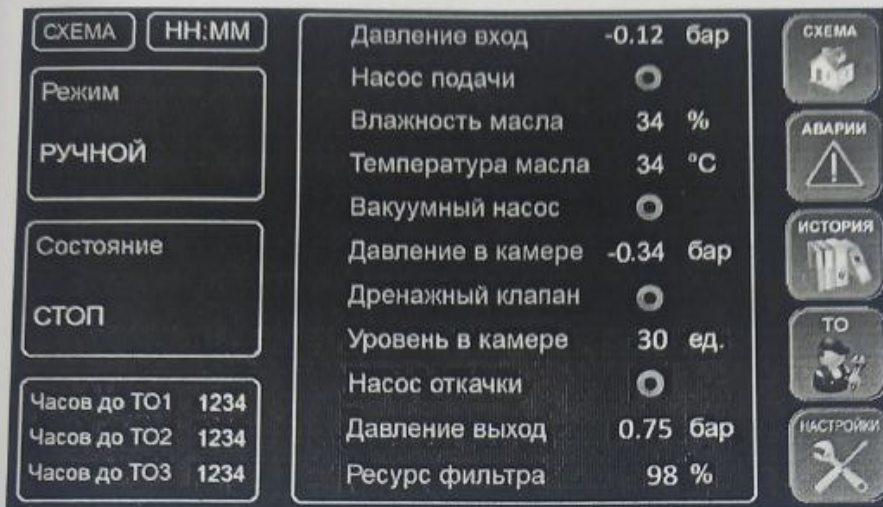 СХЕМА
НН:ММ
Режим
РУЧНОЙ
Состояние
СТОП
Часов до ТО1 1234
Часов до ТО2 1234
Часов до ТО3 1234
Давление вход -0.12 бар
Насос подачи
Влажность масла 34 %
Температура масла 34 °C
Вакуумный насос
Давление в камере -0.34 бар
Дренажный клапан
Уровень в камере 30 ед.
Насос откачки
Давление выход 0.75 бар
Ресурс фильтра 98 %
СХЕМА
АВАРИИ
ИСТОРИЯ
ТО
НАСТРОЙКИ